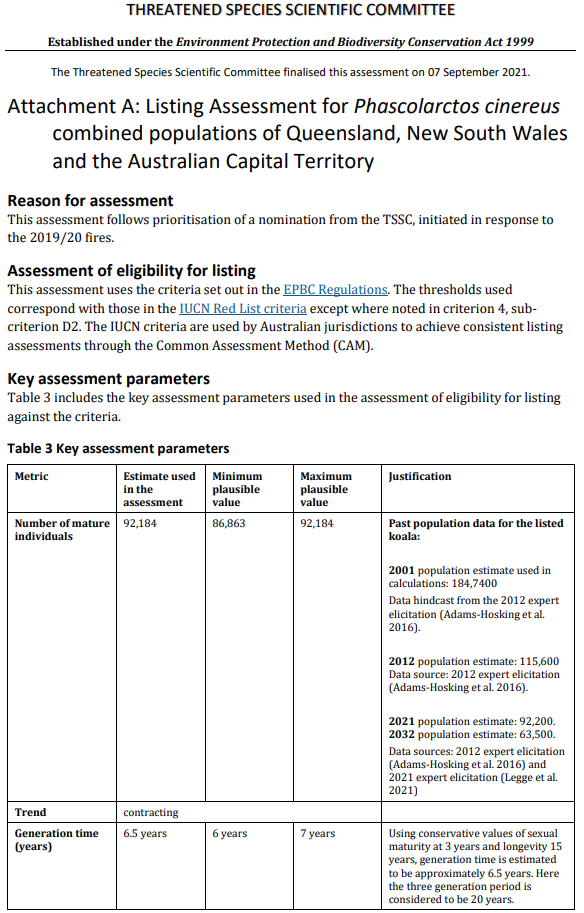 THREATENED SPECIES SCIENTIFIC COMMITTEE
Established under the Environment Protection and Biodiversity Conservation Act 1999
The Threatened Species Scientific Committee finalised this assessment on 07 September 2021.
Attachment A: Listing Assessment for Phascolarctos cinereus
combined populations of Queensland, New South Wales
and the Australian Capital Territory
Reason for assessment
This assessment follows prioritisation of a nomination from the TSSC, initiated in response to
the 2019/20 fires.
Assessment of eligibility for listing
This assessment uses the criteria set out in the EPBC Regulations. The thresholds used
correspond with those in the IUCN Red List criteria except where noted in criterion 4, sub-
criterion D2. The IUCN criteria are used by Australian jurisdictions to achieve consistent listing
assessments through the Common Assessment Method (CAM).
Key assessment parameters
Table 3 includes the key assessment parameters used in the assessment of eligibility for listing
against the criteria.
Table 3 Key assessment parameters
Metric
Estimate used
in the
assessment
Minimum
plausible
value
Maximum
plausible
value
Justification
Number of mature
individuals
92,184
86,863
92,184
Past population data for the listed
koala:
2001 population estimate used in
calculations: 184,7400
Data hindcast from the 2012 expert
elicitation (Adams-Hosking et al.
2016).
2012 population estimate: 115,600
Data source: 2012 expert elicitation
(Adams-Hosking et al. 2016).
2021 population estimate: 92,200.
2032 population estimate: 63,500.
Data sources: 2012 expert elicitation
(Adams-Hosking et al. 2016) and
2021 expert elicitation (Legge et al.
2021)
Trend
contracting
Generation time
(years)
6.5 years
6 years
7 years
Using conservative values of sexual
maturity at 3 years and longevity 15
years, generation time is estimated
to be approximately 6.5 years. Here
the three generation period is
considered to be 20 years.